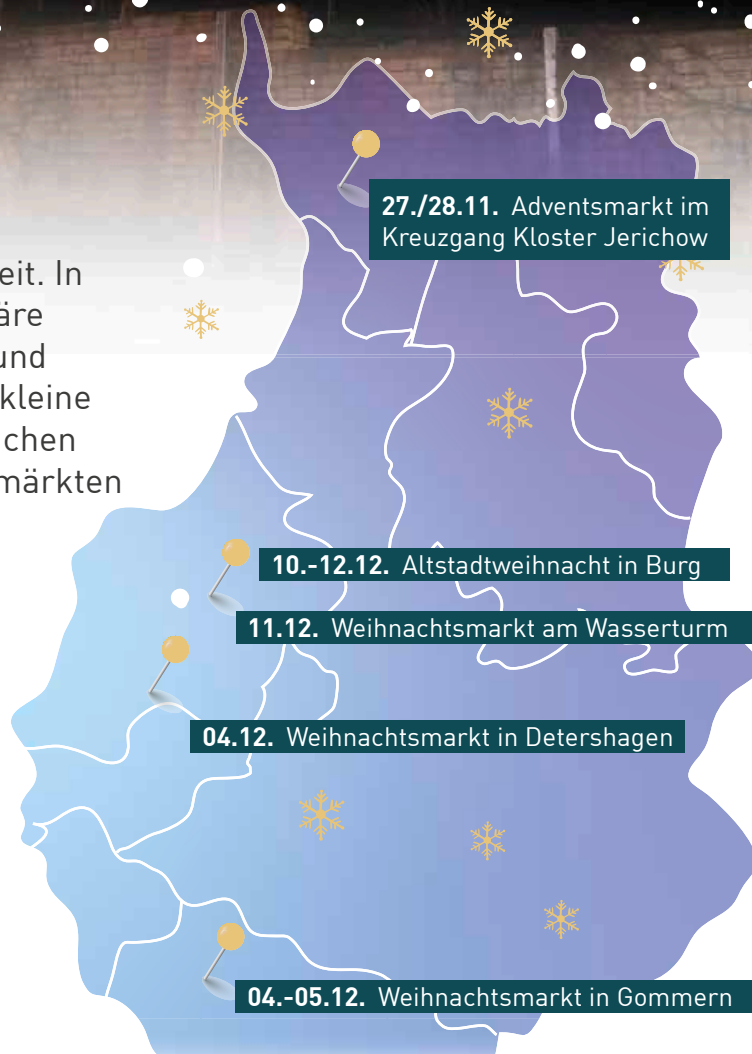 27./28.11. Adventsmarkt im
Kreuzgang Kloster Jerichow
eit. In
äre
und
kleine
chen
märkten
10.-12.12. Altstadtweihnacht in Burg
11.12. Weihnachtsmarkt am Wasserturm
04.12. Weihnachtsmarkt in Detershagen
04.-05.12. Weihnachtsmarkt in Gommern